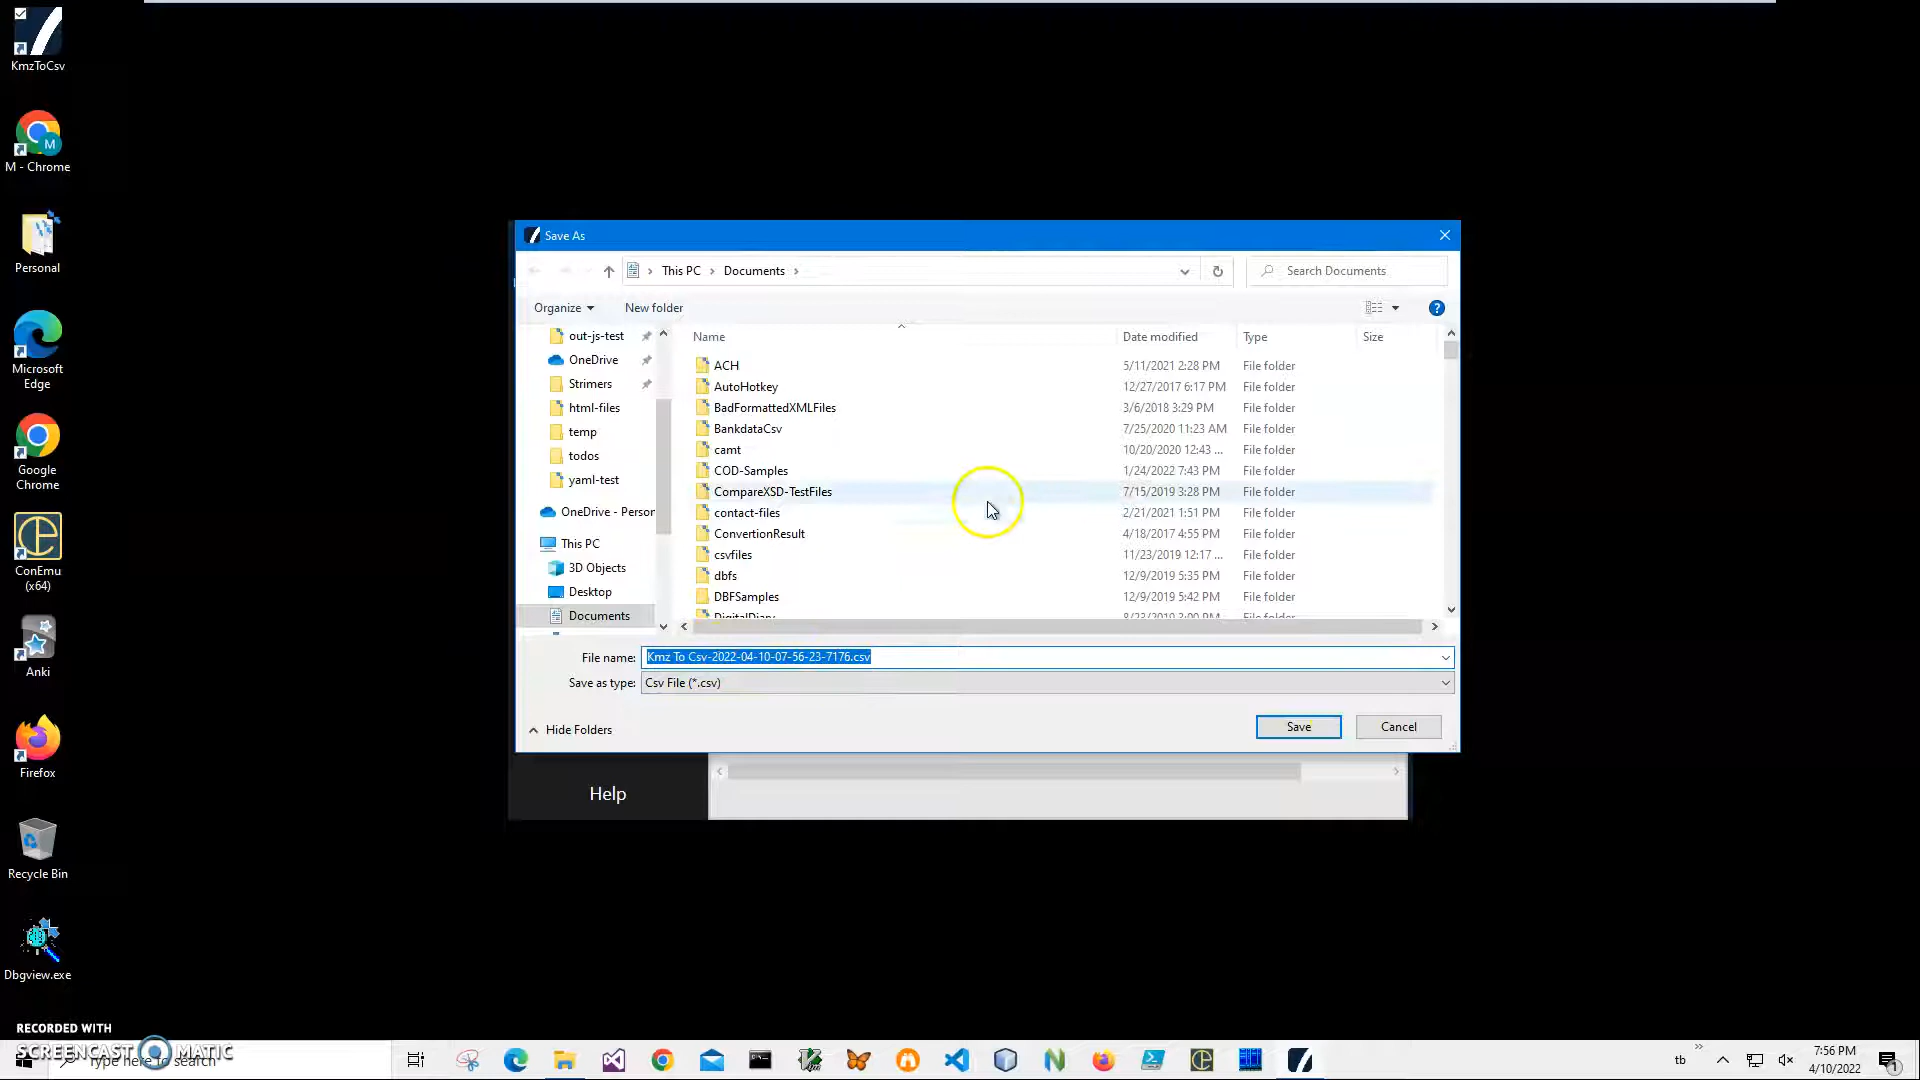 KmzToCsv
M - Chrome
Personal
Microsoft
Edge
Google
Chrome
ConEmu
(x64)
Anki
Firefox
Recycle Bin
Dbgview.exe
Save As
This PC
Documents
Search Documents
Organize
New folder
out-js-test
OneDrive
Strimers
html-files
temp
todos
yaml-test
OneDrive - Person
This PC
3D Objects
Desktop
Documents
Name Date modified Type Size
ACH 5/11/2021 2:28 PM File folder
AutoHotkey 12/27/2017 6:17 PM File folder
BadFormattedXMLFiles 3/6/2018 3:29 PM File folder
BankdataCsv 7/25/2020 11:23 AM File folder
camt 10/20/2020 12:43 ... File folder
COD-Samples 1/24/2022 7:43 PM File folder
CompareXSD-TestFiles 7/15/2019 3:28 PM File folder
contact-files 2/21/2021 1:51 PM File folder
ConvertionResult 4/18/2017 4:55 PM File folder
csvfiles 11/23/2019 12:17 ... File folder
dbfs 12/9/2019 5:35 PM File folder
DBFSamples 12/9/2019 5:42 PM File folder
DigitalDiary 8/23/2019 3:00 PM File folder
File name: Kmz To Csv-2022-04-10-07-56-23-7176.csv
Save as type: Csv File (*.csv)
Hide Folders
Save
Cancel
Help
RECORDED WITH
SCREENCAST MATIC
Type here to search
tb
7:56 PM
4/10/2022
1